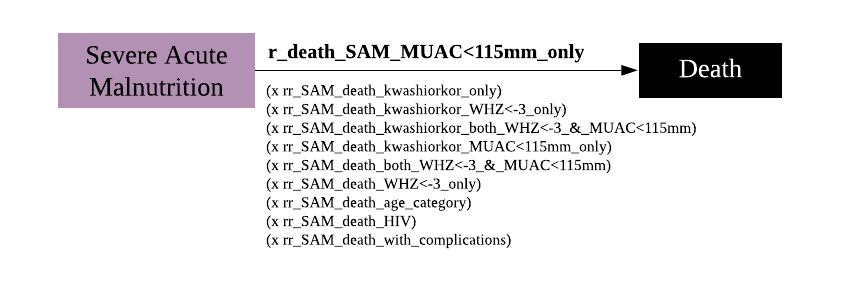 Severe Acute
Malnutrition
r_death_SAM_MUAC<115mm_only
Death
(x rr_SAM_death_kwashiorkor_only)
(x rr_SAM_death_kwashiorkor_WHZ<-3_only)
(x rr_SAM_death_kwashiorkor_both_WHZ<-3_&_MUAC<115mm)
(x rr_SAM_death_kwashiorkor_MUAC<115mm_only)
(x rr_SAM_death_both_WHZ<-3_&_MUAC<115mm)
(x rr_SAM_death_WHZ<-3_only)
(x rr_SAM_death_age_category)
(x rr_SAM_death_HIV)
(x rr_SAM_death_with_complications)